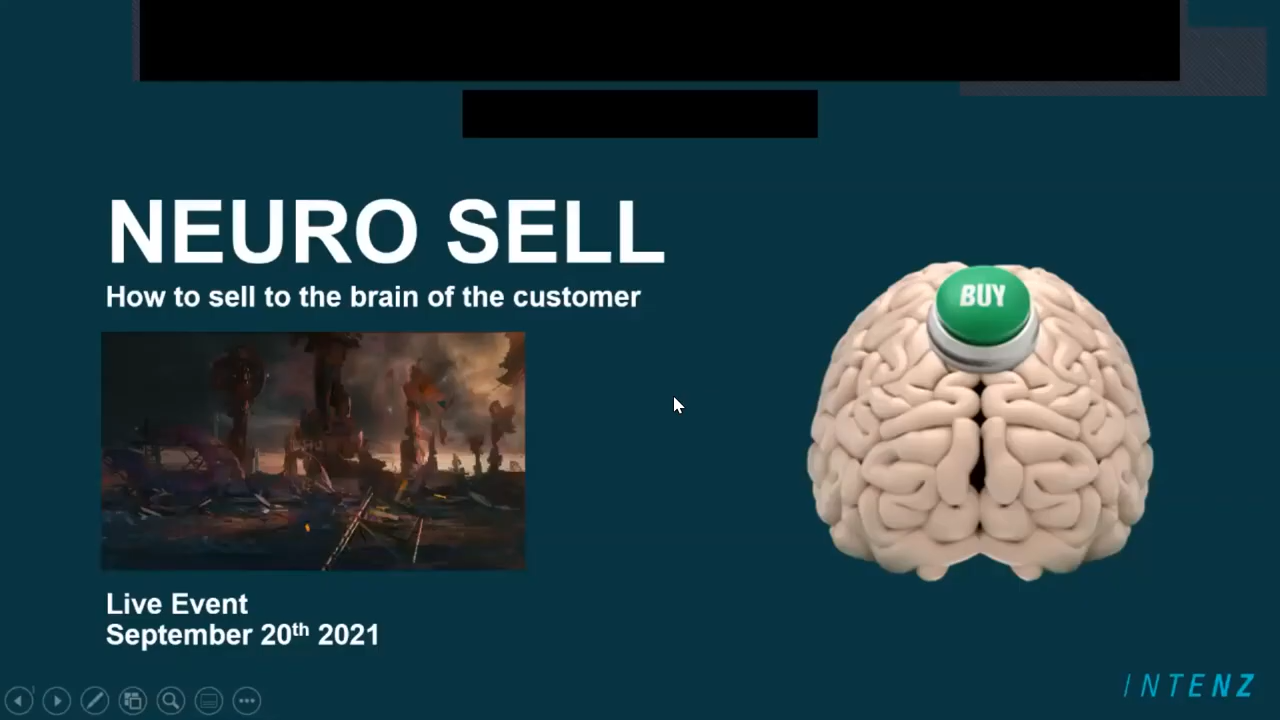 NEURO SELL
How to sell to the brain of the customer
BUY
Live Event
September 20th 2021
INTENZ